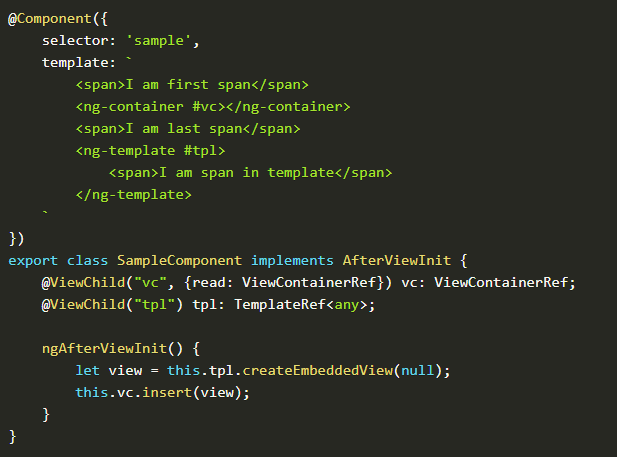 @Component({
    selector: 'sample',
    template: `
        <span>I am first span</span>
        <ng-container #vc></ng-container>
        <span>I am last span</span>
        <ng-template #tpl>
            <span>I am span in template</span>
        </ng-template>
    `
})
export class SampleComponent implements AfterViewInit {
    @ViewChild("vc", {read: ViewContainerRef}) vc: ViewContainerRef;
    @ViewChild("tpl") tpl: TemplateRef<any>;

    ngAfterViewInit() {
        let view = this.tpl.createEmbeddedView(null);
        this.vc.insert(view);
    }
}